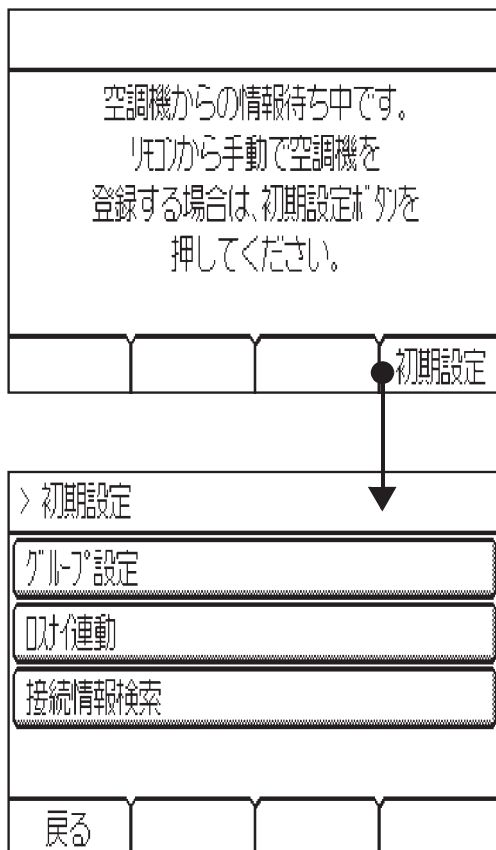 空調機からの情報待ち中です。
リモコンから手動で空調機を
登録する場合は、初期設定ボタンを
押してください。
初期設定
> 初期設定
グループ設定
ロスナイ連動
接続情報検索
戻る